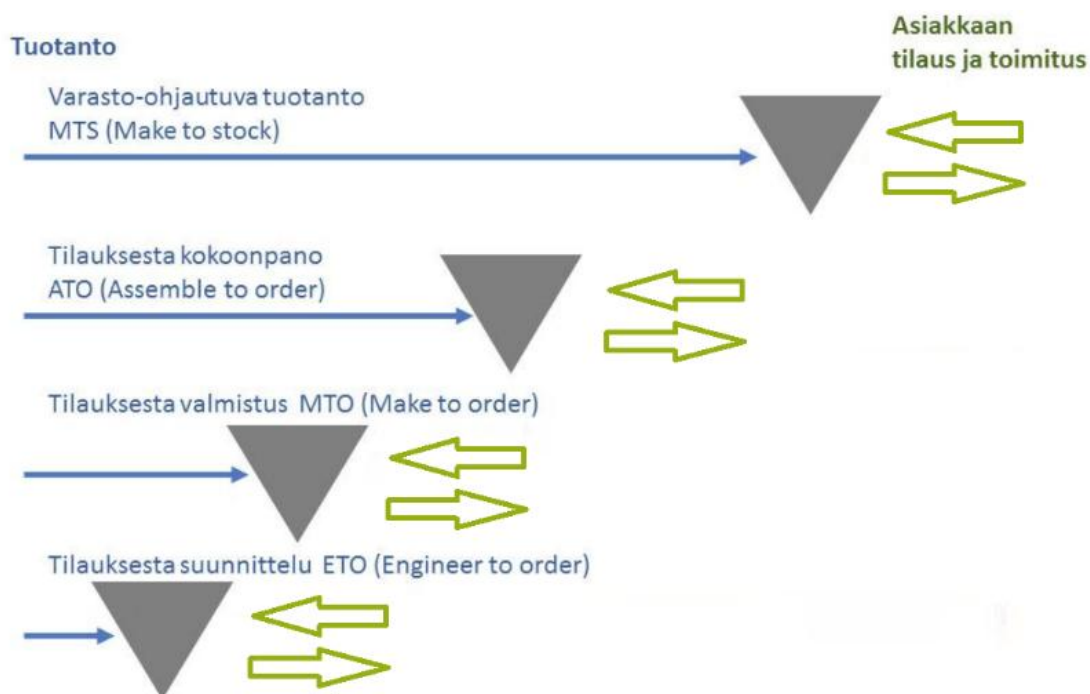 Tuotanto
Asiakkaan
tilaus ja toimitus
Varasto-ohjautuva tuotanto
MTS (Make to stock)
Tilauksesta kokoonpano
ATO (Assemble to order)
Tilauksesta valmistus MTO (Make to order)
Tilauksesta suunnittelu ETO (Engineer to order)